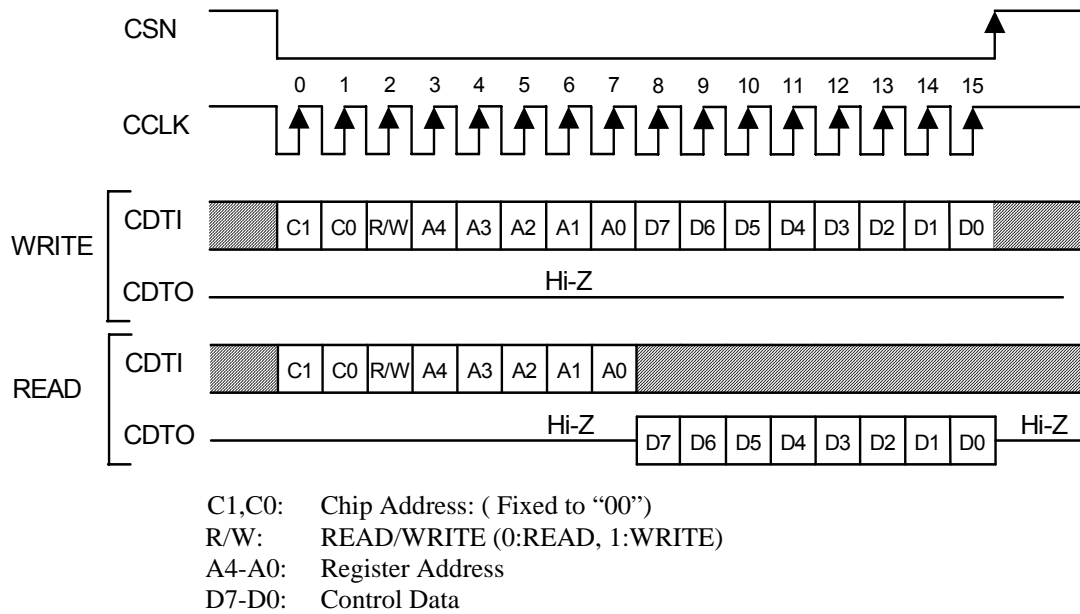 CSN
0 1 2 3 4 5 6 7 8 9 10 11 12 13 14 15
CCLK
WRITE
CDTI C1 C0 R/W A4 A3 A2 A1 A0 D7 D6 D5 D4 D3 D2 D1 D0
CDTO Hi-Z
READ
CDTI C1 C0 R/W A4 A3 A2 A1 A0
CDTO Hi-Z D7 D6 D5 D4 D3 D2 D1 D0 Hi-Z
C1,C0: Chip Address: ( Fixed to “00”)
R/W: READ/WRITE (0:READ, 1:WRITE)
A4-A0: Register Address
D7-D0: Control Data